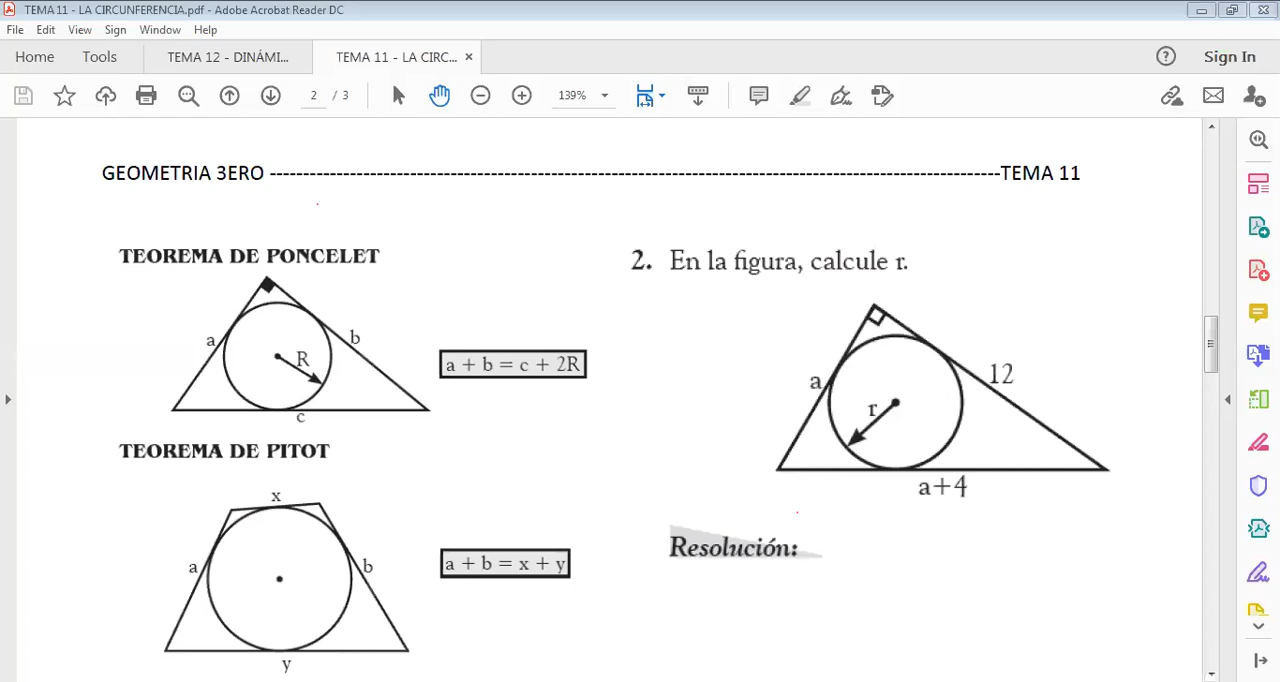 TEMA 11 - LA CIRCUNFERENCIA.pdf - Adobe Acrobat Reader DC
File Edit View Sign Window Help
Home Tools TEMA 12 - DINÁMI... TEMA 11 - LA CIRC... × ? Sign In
2 / 3 139%
GEOMETRIA 3ERO ---------------------------------------------------------------------------------------------------------------TEMA 11
TEOREMA DE PONCELET
a
b
R
c
a + b = c + 2R
TEOREMA DE PITOT
x
a
b
y
a + b = x + y
2. En la figura, calcule r.
a
12
r
a+4
Resolución: